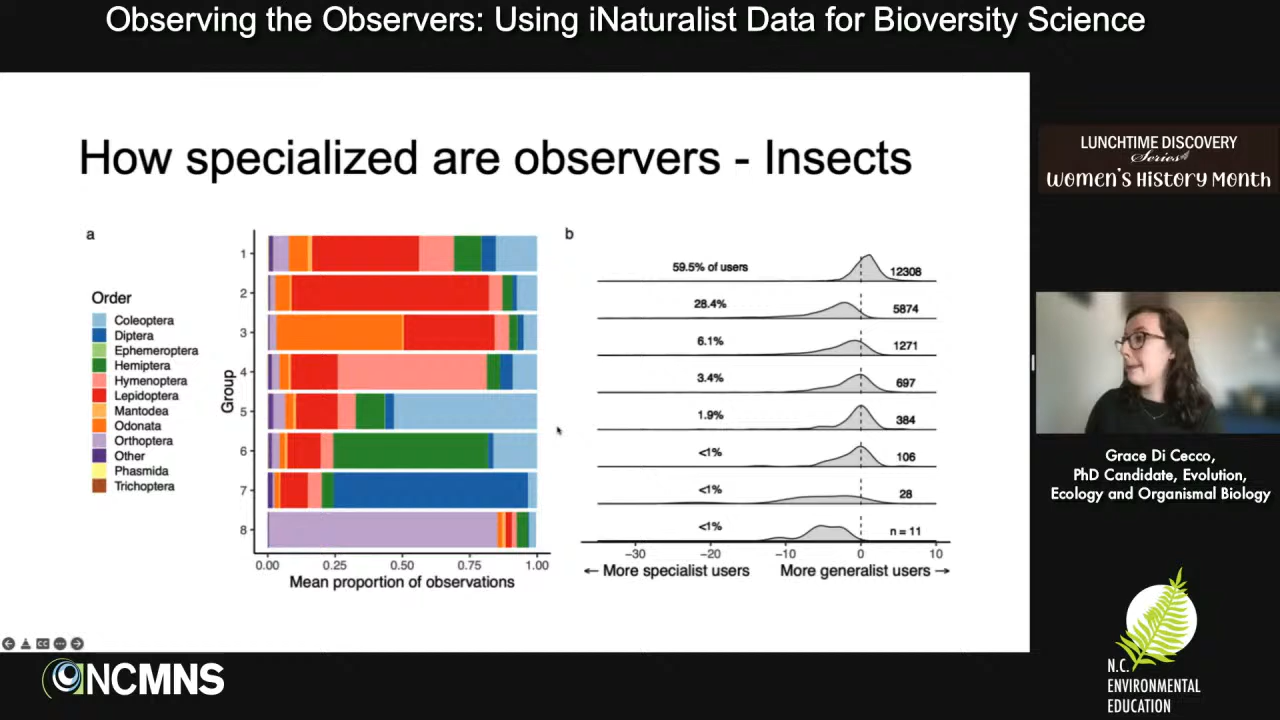 Observing the Observers: Using iNaturalist Data for Bioversity Science
How specialized are observers - Insects
a
Order
Coleoptera
Diptera
Ephemeroptera
Hemiptera
Hymenoptera
Lepidoptera
Mantodea
Odonata
Orthoptera
Other
Phasmida
Trichoptera
Group
1
2
3
4
5
6
7
8
0.00 0.25 0.50 0.75 1.00
Mean proportion of observations
b
59.5% of users 12308
28.4% 5874
6.1% 1271
3.4% 697
1.9% 384
<1% 106
<1% 28
<1% n = 11
−30 −20 −10 0 10
← More specialist users More generalist users →
LUNCHTIME DISCOVERY
Series
Women's History Month
Grace Di Cecco,
PhD Candidate, Evolution,
Ecology and Organismal Biology
CC
NCMNS
N.C.
ENVIRONMENTAL
EDUCATION